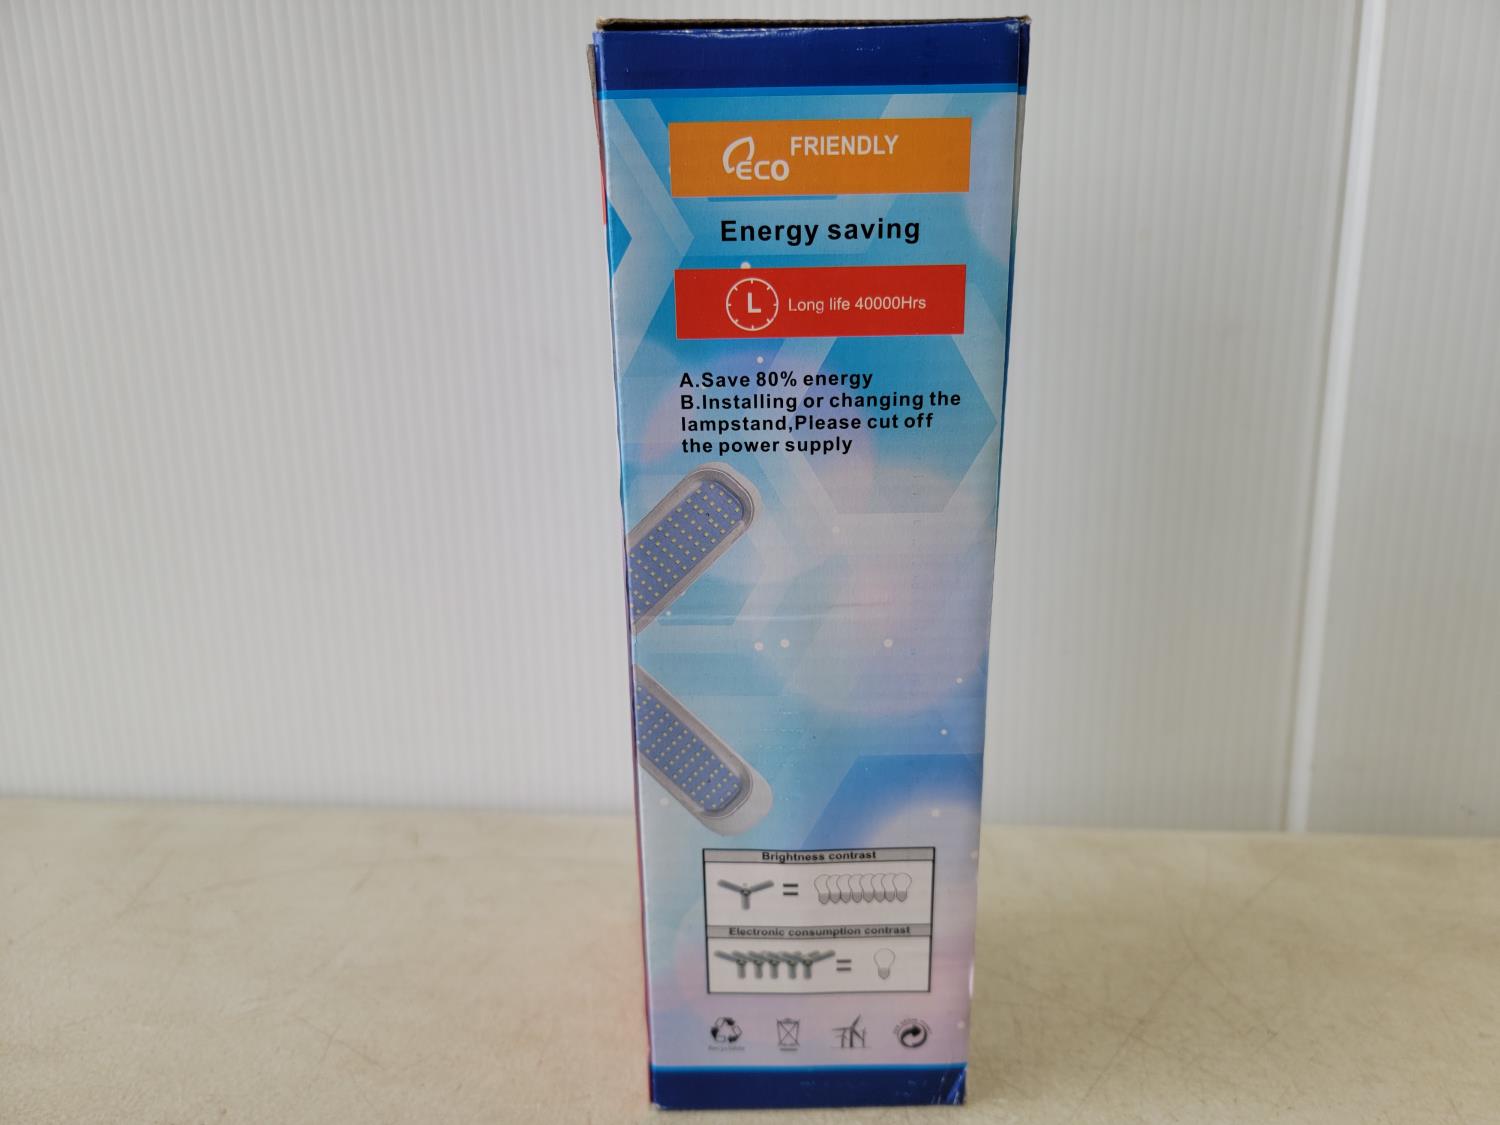 eco FRIENDLY
Energy saving
L Long life 40000Hrs
A.Save 80% energy
B.Installing or changing the
lampstand,Please cut off
the power supply
Brightness contrast
=
Electronic consumption contrast
=
Recyclable